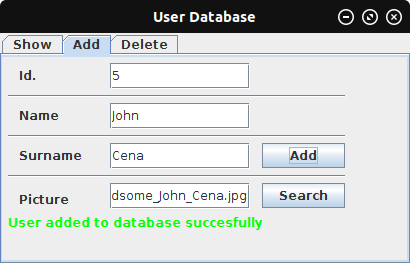 User Database
Show Add Delete
Id. 5
Name John
Surname Cena Add
Picture dsome_John_Cena.jpg Search
User added to database succesfully